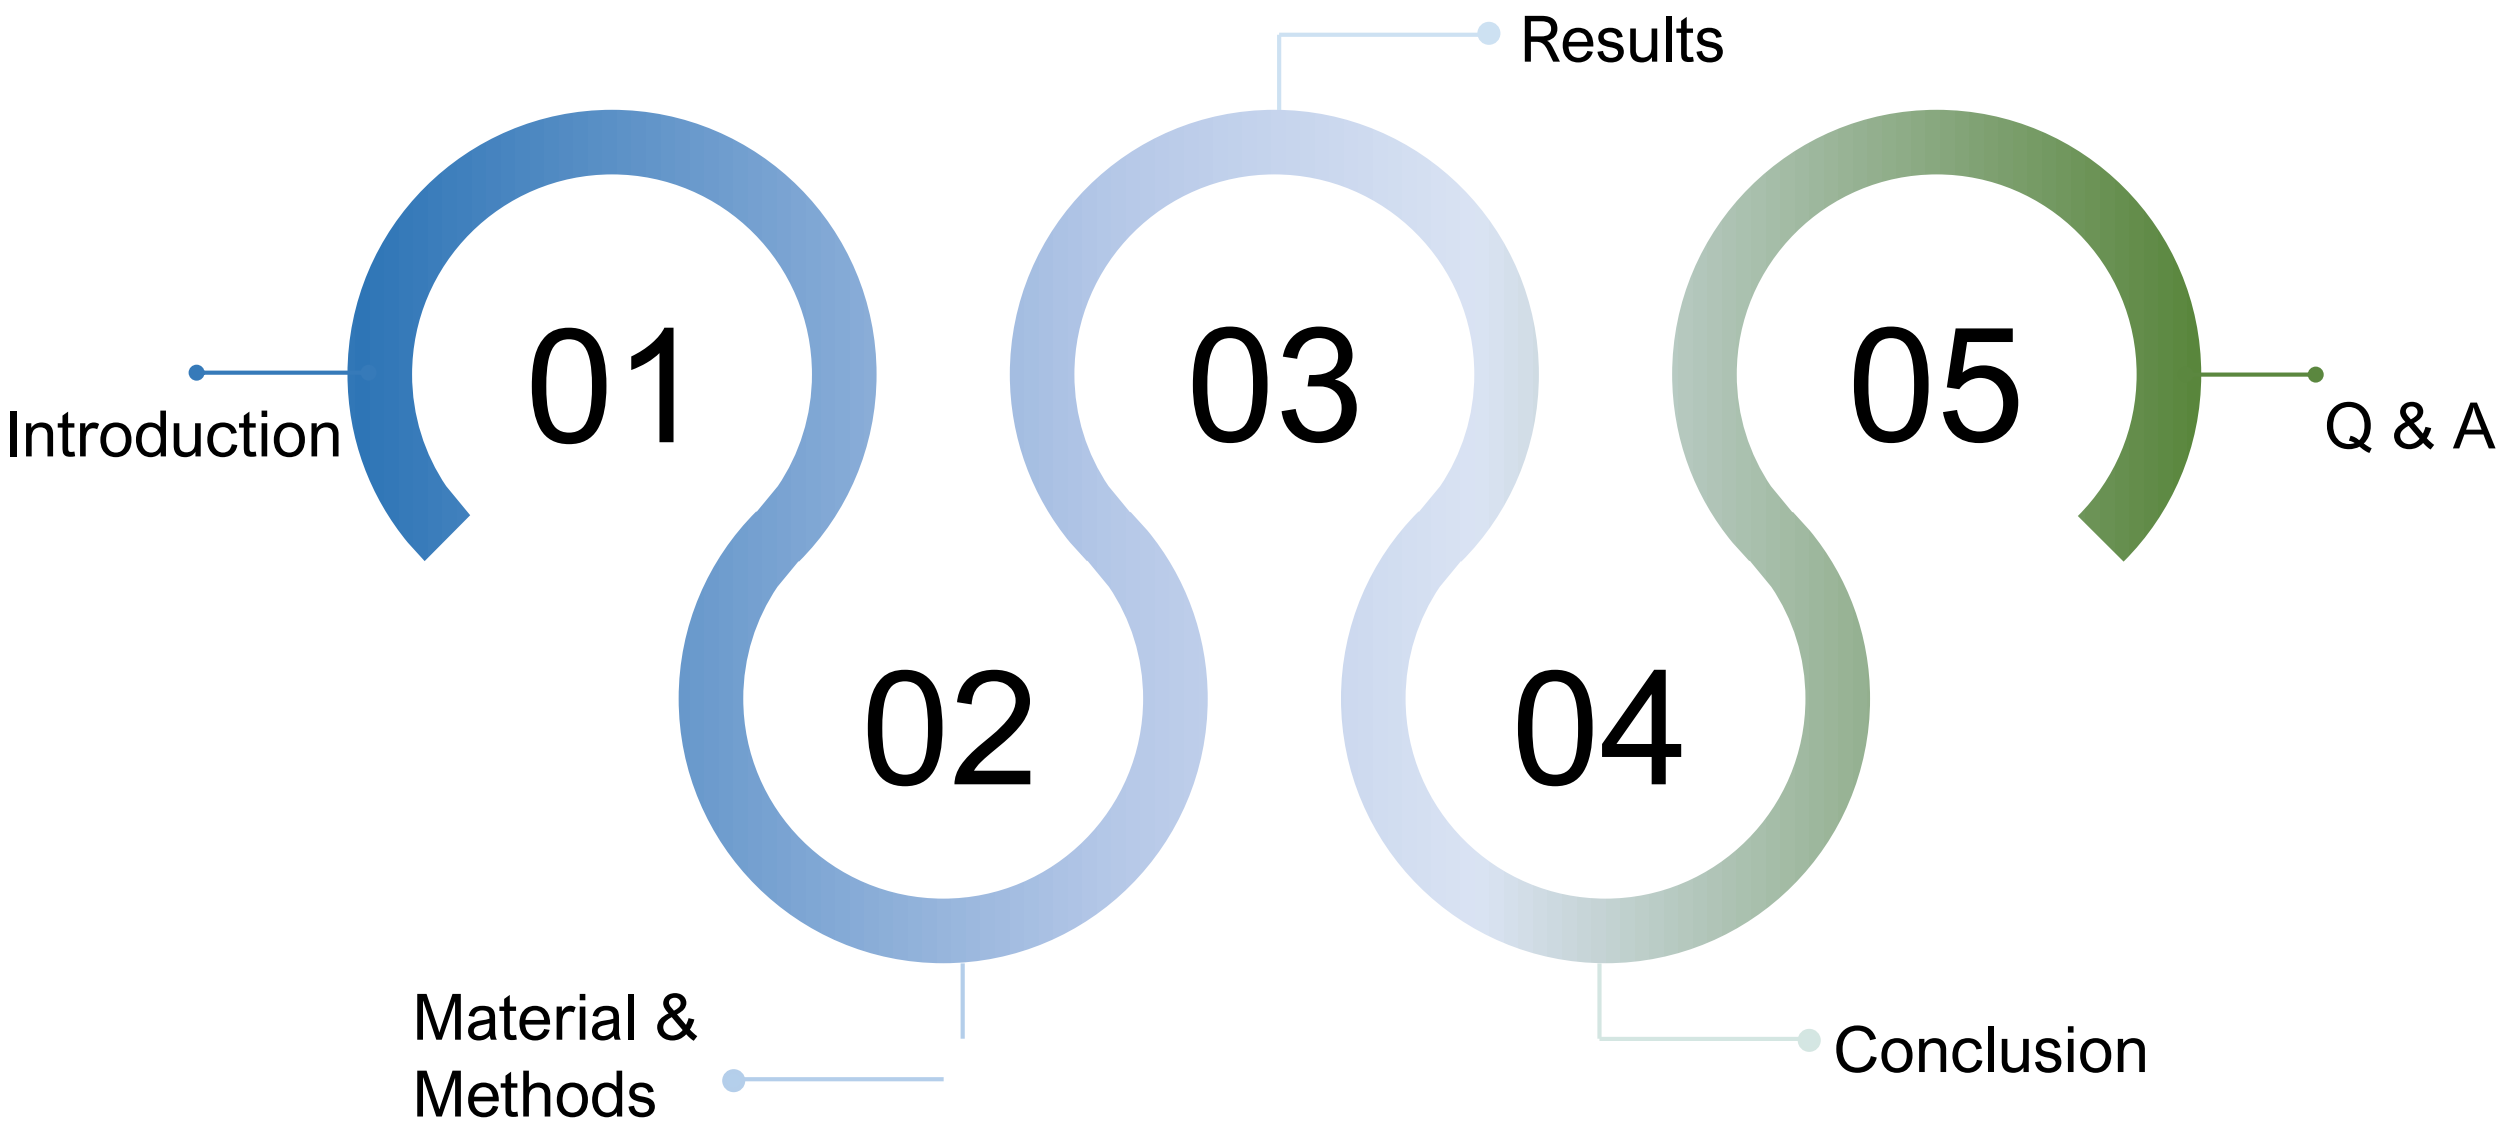 Results
01
03
05
Introduction
Q & A
02
04
Material &
Methods
Conclusion